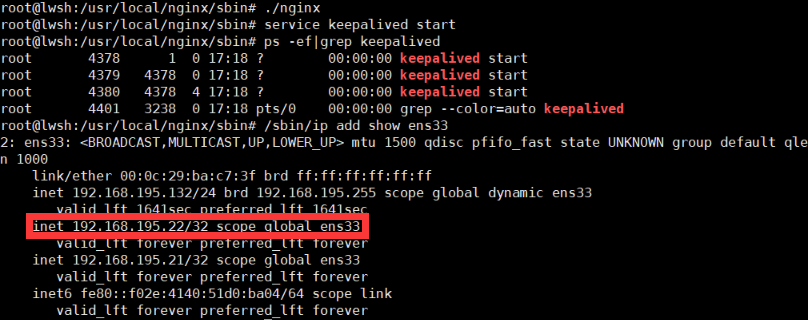 root@lwsh:/usr/local/nginx/sbin# ./nginx
root@lwsh:/usr/local/nginx/sbin# service keepalived start
root@lwsh:/usr/local/nginx/sbin# ps -ef|grep keepalived
root       4378      1  0 17:18 ?        00:00:00 keepalived start
root       4379   4378  0 17:18 ?        00:00:00 keepalived start
root       4380   4378  4 17:18 ?        00:00:00 keepalived start
root       4401   3238  0 17:18 pts/0    00:00:00 grep --color=auto keepalived
root@lwsh:/usr/local/nginx/sbin# /sbin/ip add show ens33
2: ens33: <BROADCAST,MULTICAST,UP,LOWER_UP> mtu 1500 qdisc pfifo_fast state UNKNOWN group default qle
n 1000
    link/ether 00:0c:29:ba:c7:3f brd ff:ff:ff:ff:ff:ff
    inet 192.168.195.132/24 brd 192.168.195.255 scope global dynamic ens33
       valid_lft 1641sec preferred_lft 1641sec
    inet 192.168.195.22/32 scope global ens33
       valid_lft forever preferred_lft forever
    inet 192.168.195.21/32 scope global ens33
       valid_lft forever preferred_lft forever
    inet6 fe80::f02e:4140:51d0:ba04/64 scope link
       valid_lft forever preferred_lft forever